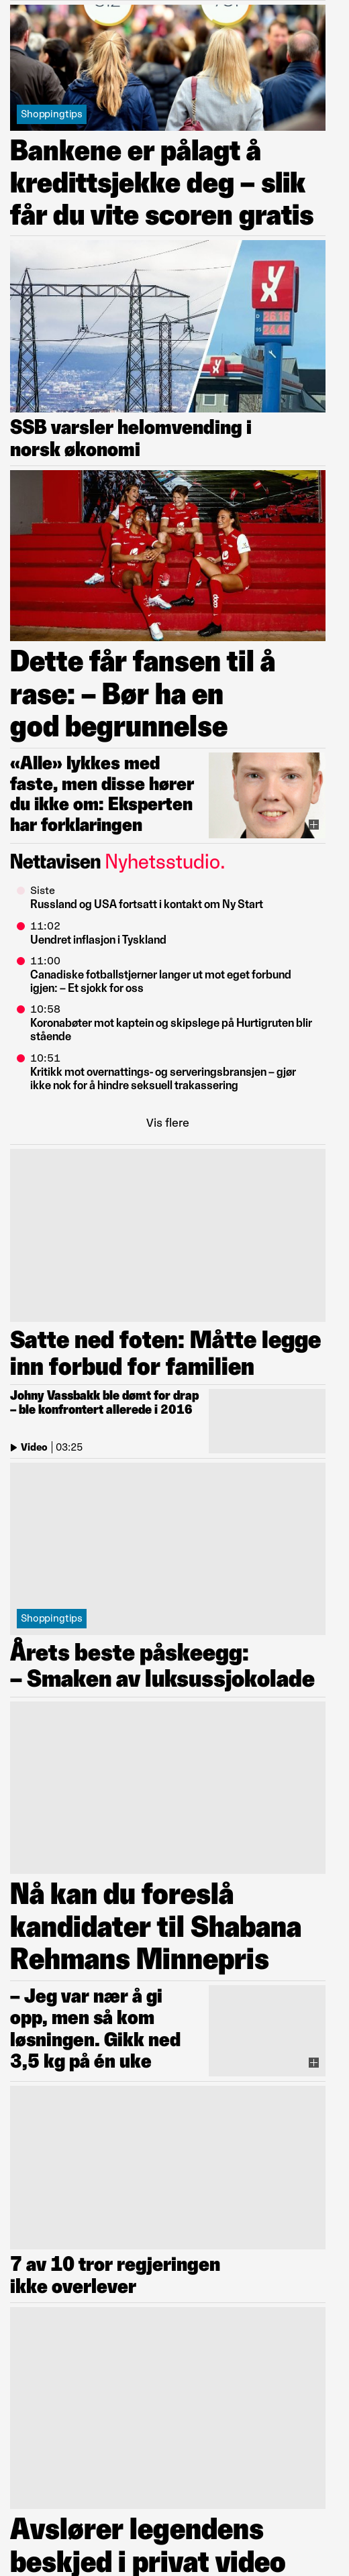 Shoppingtips
Bankene er pålagt å
kredittsjekke deg – slik
får du vite scoren gratis
SSB varsler helomvending i
norsk økonomi
Dette får fansen til å
rase: – Bør ha en
god begrunnelse
«Alle» lykkes med
faste, men disse hører
du ikke om: Eksperten
har forklaringen
Nettavisen Nyhetsstudio.
Siste
Russland og USA fortsatt i kontakt om Ny Start
11:02
Uendret inflasjon i Tyskland
11:00
Canadiske fotballstjerner langer ut mot eget forbund
igjen: – Et sjokk for oss
10:58
Koronabøter mot kaptein og skipslege på Hurtigruten blir
stående
10:51
Kritikk mot overnattings- og serveringsbransjen – gjør
ikke nok for å hindre seksuell trakassering
Vis flere
Satte ned foten: Måtte legge
inn forbud for familien
Johny Vassbakk ble dømt for drap
– ble konfrontert allerede i 2016
Video | 03:25
Shoppingtips
Årets beste påskeegg:
– Smaken av luksussjokolade
Nå kan du foreslå
kandidater til Shabana
Rehmans Minnepris
– Jeg var nær å gi
opp, men så kom
løsningen. Gikk ned
3,5 kg på én uke
7 av 10 tror regjeringen
ikke overlever
Avslører legendens
beskjed i privat video